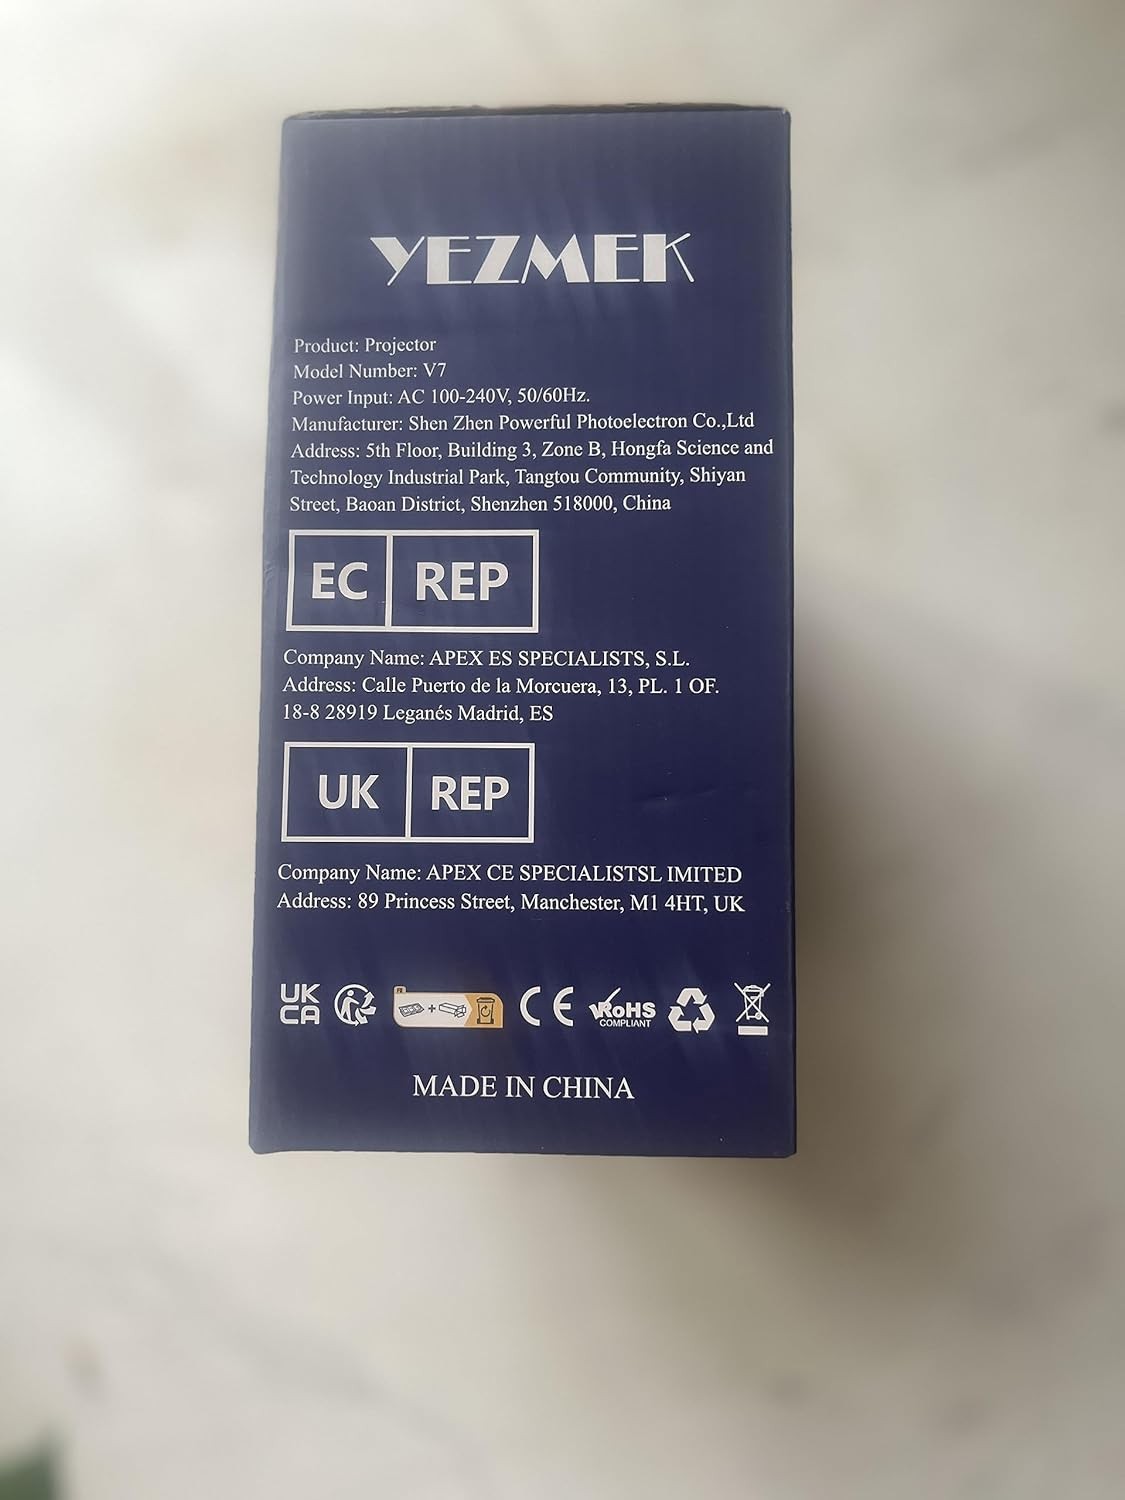 YEZMEK
Product: Projector
Model Number: V7
Power Input: AC 100-240V, 50/60Hz.
Manufacturer: Shen Zhen Powerful Photoelectron Co.,Ltd
Address: 5th Floor, Building 3, Zone B, Hongfa Science and
Technology Industrial Park, Tangtou Community, Shiyan
Street, Baoan District, Shenzhen 518000, China
EC REP
Company Name: APEX ES SPECIALISTS, S.L.
Address: Calle Puerto de la Morcuera, 13, PL. 1 OF.
18-8 28919 Leganés Madrid, ES
UK REP
Company Name: APEX CE SPECIALISTSL IMITED
Address: 89 Princess Street, Manchester, M1 4HT, UK
UK
CA
FR
+
CE
RoHS
COMPLIANT
MADE IN CHINA